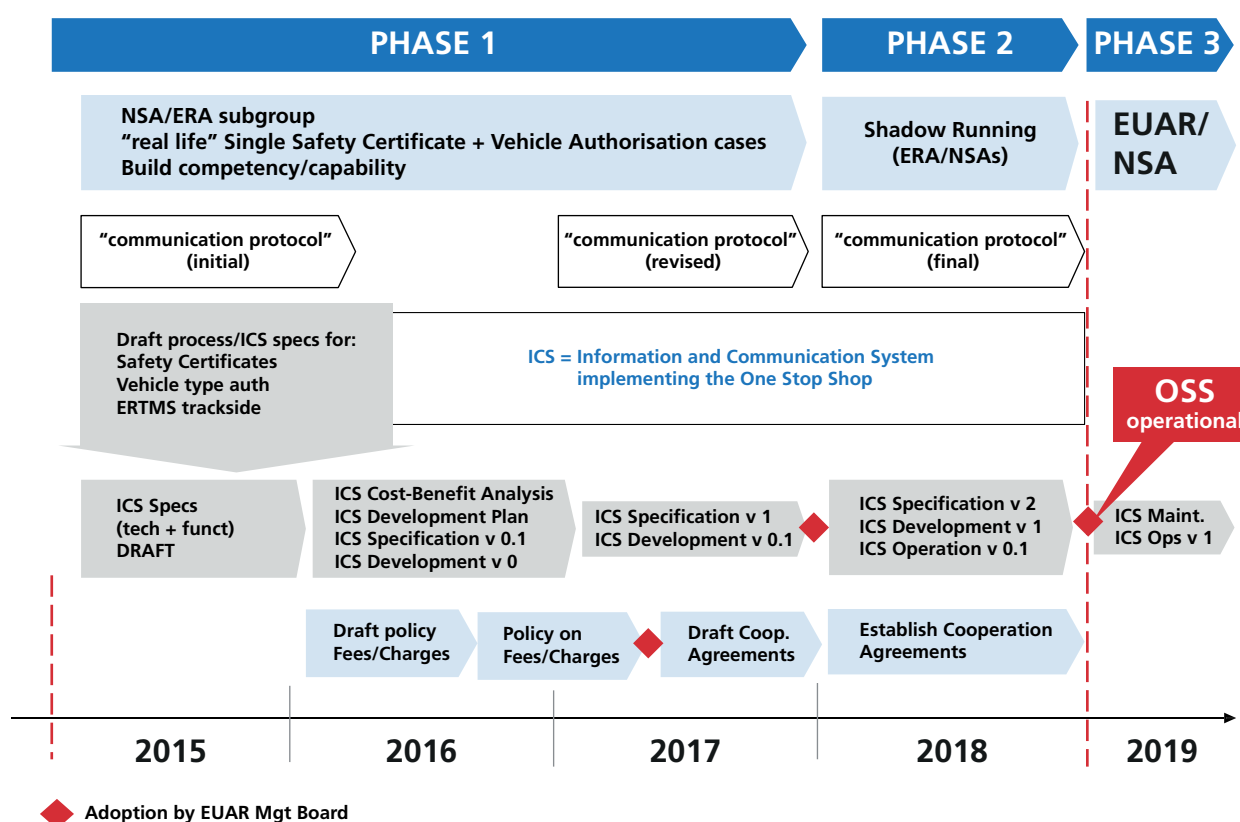 PHASE 1
PHASE 2
PHASE 3
NSA/ERA subgroup
“real life” Single Safety Certificate + Vehicle Authorisation cases
Build competency/capability
Shadow Running
(ERA/NSAs)
EUAR/
NSA
“communication protocol”
(initial)
“communication protocol”
(revised)
“communication protocol”
(final)
Draft process/ICS specs for:
Safety Certificates
Vehicle type auth
ERTMS trackside
ICS = Information and Communication System
implementing the One Stop Shop
OSS
operational
ICS Specs
(tech + funct)
DRAFT
ICS Cost-Benefit Analysis
ICS Development Plan
ICS Specification v 0.1
ICS Development v 0
ICS Specification v 1
ICS Development v 0.1
ICS Specification v 2
ICS Development v 1
ICS Operation v 0.1
ICS Maint.
ICS Ops v 1
Draft policy
Fees/Charges
Policy on
Fees/Charges
Draft Coop.
Agreements
Establish Cooperation
Agreements
2015
2016
2017
2018
2019
Adoption by EUAR Mgt Board